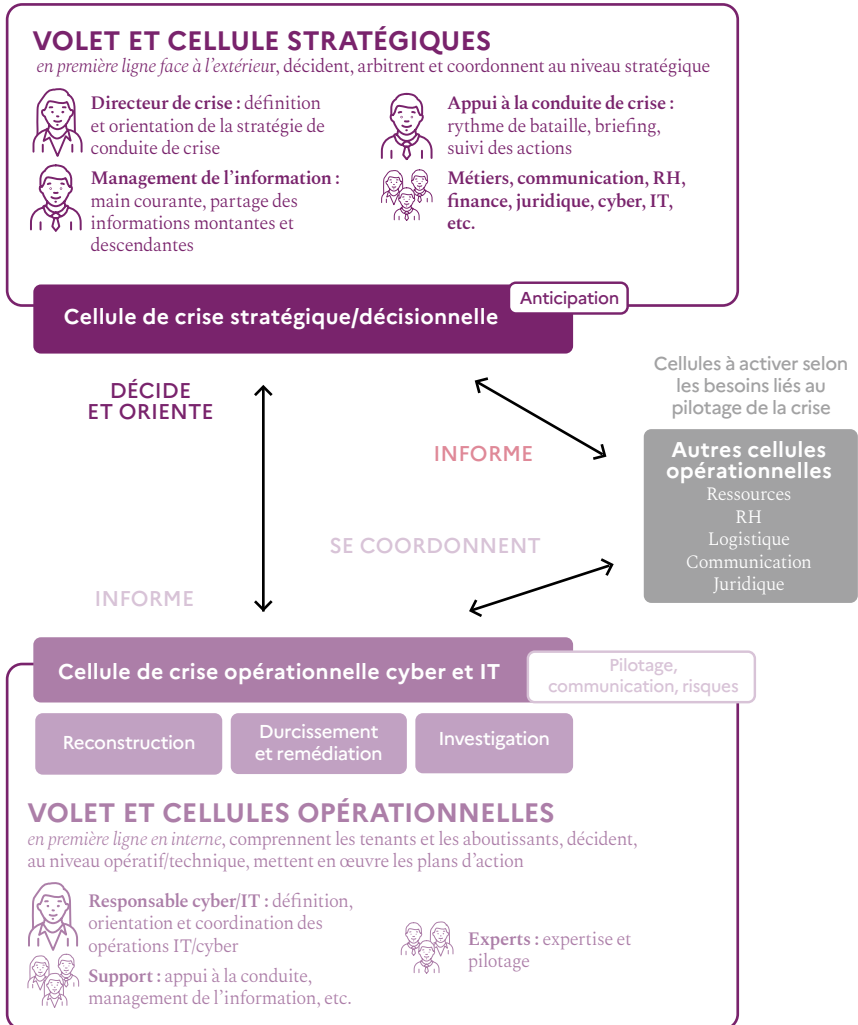 VOLET ET CELLULE STRATÉGIQUES
en première ligne face à l'extérieur, décident, arbitrent et coordonnent au niveau stratégique
Directeur de crise : définition
et orientation de la stratégie de
conduite de crise
Management de l'information :
main courante, partage des
informations montantes et
descendantes
Appui à la conduite de crise :
rythme de bataille, briefing,
suivi des actions
Métiers, communication, RH,
finance, juridique, cyber, IT,
etc.
Anticipation
Cellule de crise stratégique/décisionnelle
DÉCIDE
ET ORIENTE
INFORME
SE COORDONNENT
INFORME
Cellules à activer selon
les besoins liés au
pilotage de la crise
Autres cellules
opérationnelles
Ressources
RH
Logistique
Communication
Juridique
Cellule de crise opérationnelle cyber et IT
Pilotage,
communication, risques
Reconstruction
Durcissement
et remédiation
Investigation
VOLET ET CELLULES OPÉRATIONNELLES
en première ligne en interne, comprennent les tenants et les aboutissants, décident,
au niveau opératif/technique, mettent en œuvre les plans d'action
Responsable cyber/IT : définition,
orientation et coordination des
opérations IT/cyber
Support : appui à la conduite,
management de l'information, etc.
Experts : expertise et
pilotage